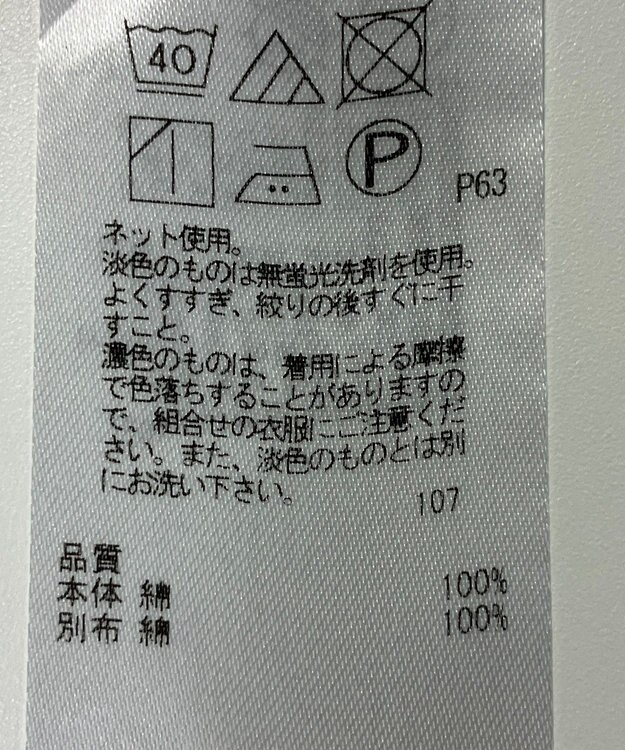 40
P
P63
ネット使用。
淡色のものは無蛍光洗剤を使用。
よくすすぎ、絞りの後すぐに干
すこと。
濃色のものは、着用による摩擦
で色落ちすることがありますの
で、組合せの衣服にご注意くだ
さい。また、淡色のものとは別
にお洗い下さい。
107
品質
本体 綿 100%
別布 綿 100%